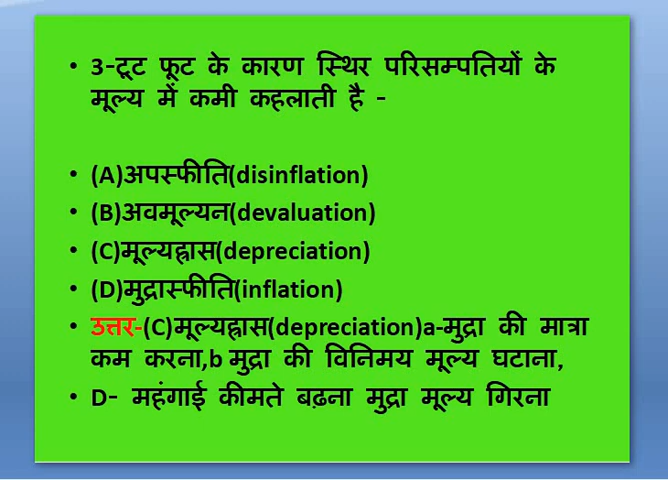 • 3-टूट फूट के कारण स्थिर परिसम्पतियों के
मूल्य में कमी कहलाती है -
• (A)अपस्फीति(disinflation)
• (B)अवमूल्यन(devaluation)
• (C)मूल्यह्रास(depreciation)
• (D)मुद्रास्फीति(inflation)
• उत्तर-(C)मूल्यह्रास(depreciation)a-मुद्रा की मात्रा
कम करना,b मुद्रा की विनिमय मूल्य घटाना,
• D- महंगाई कीमते बढ़ना मुद्रा मूल्य गिरना